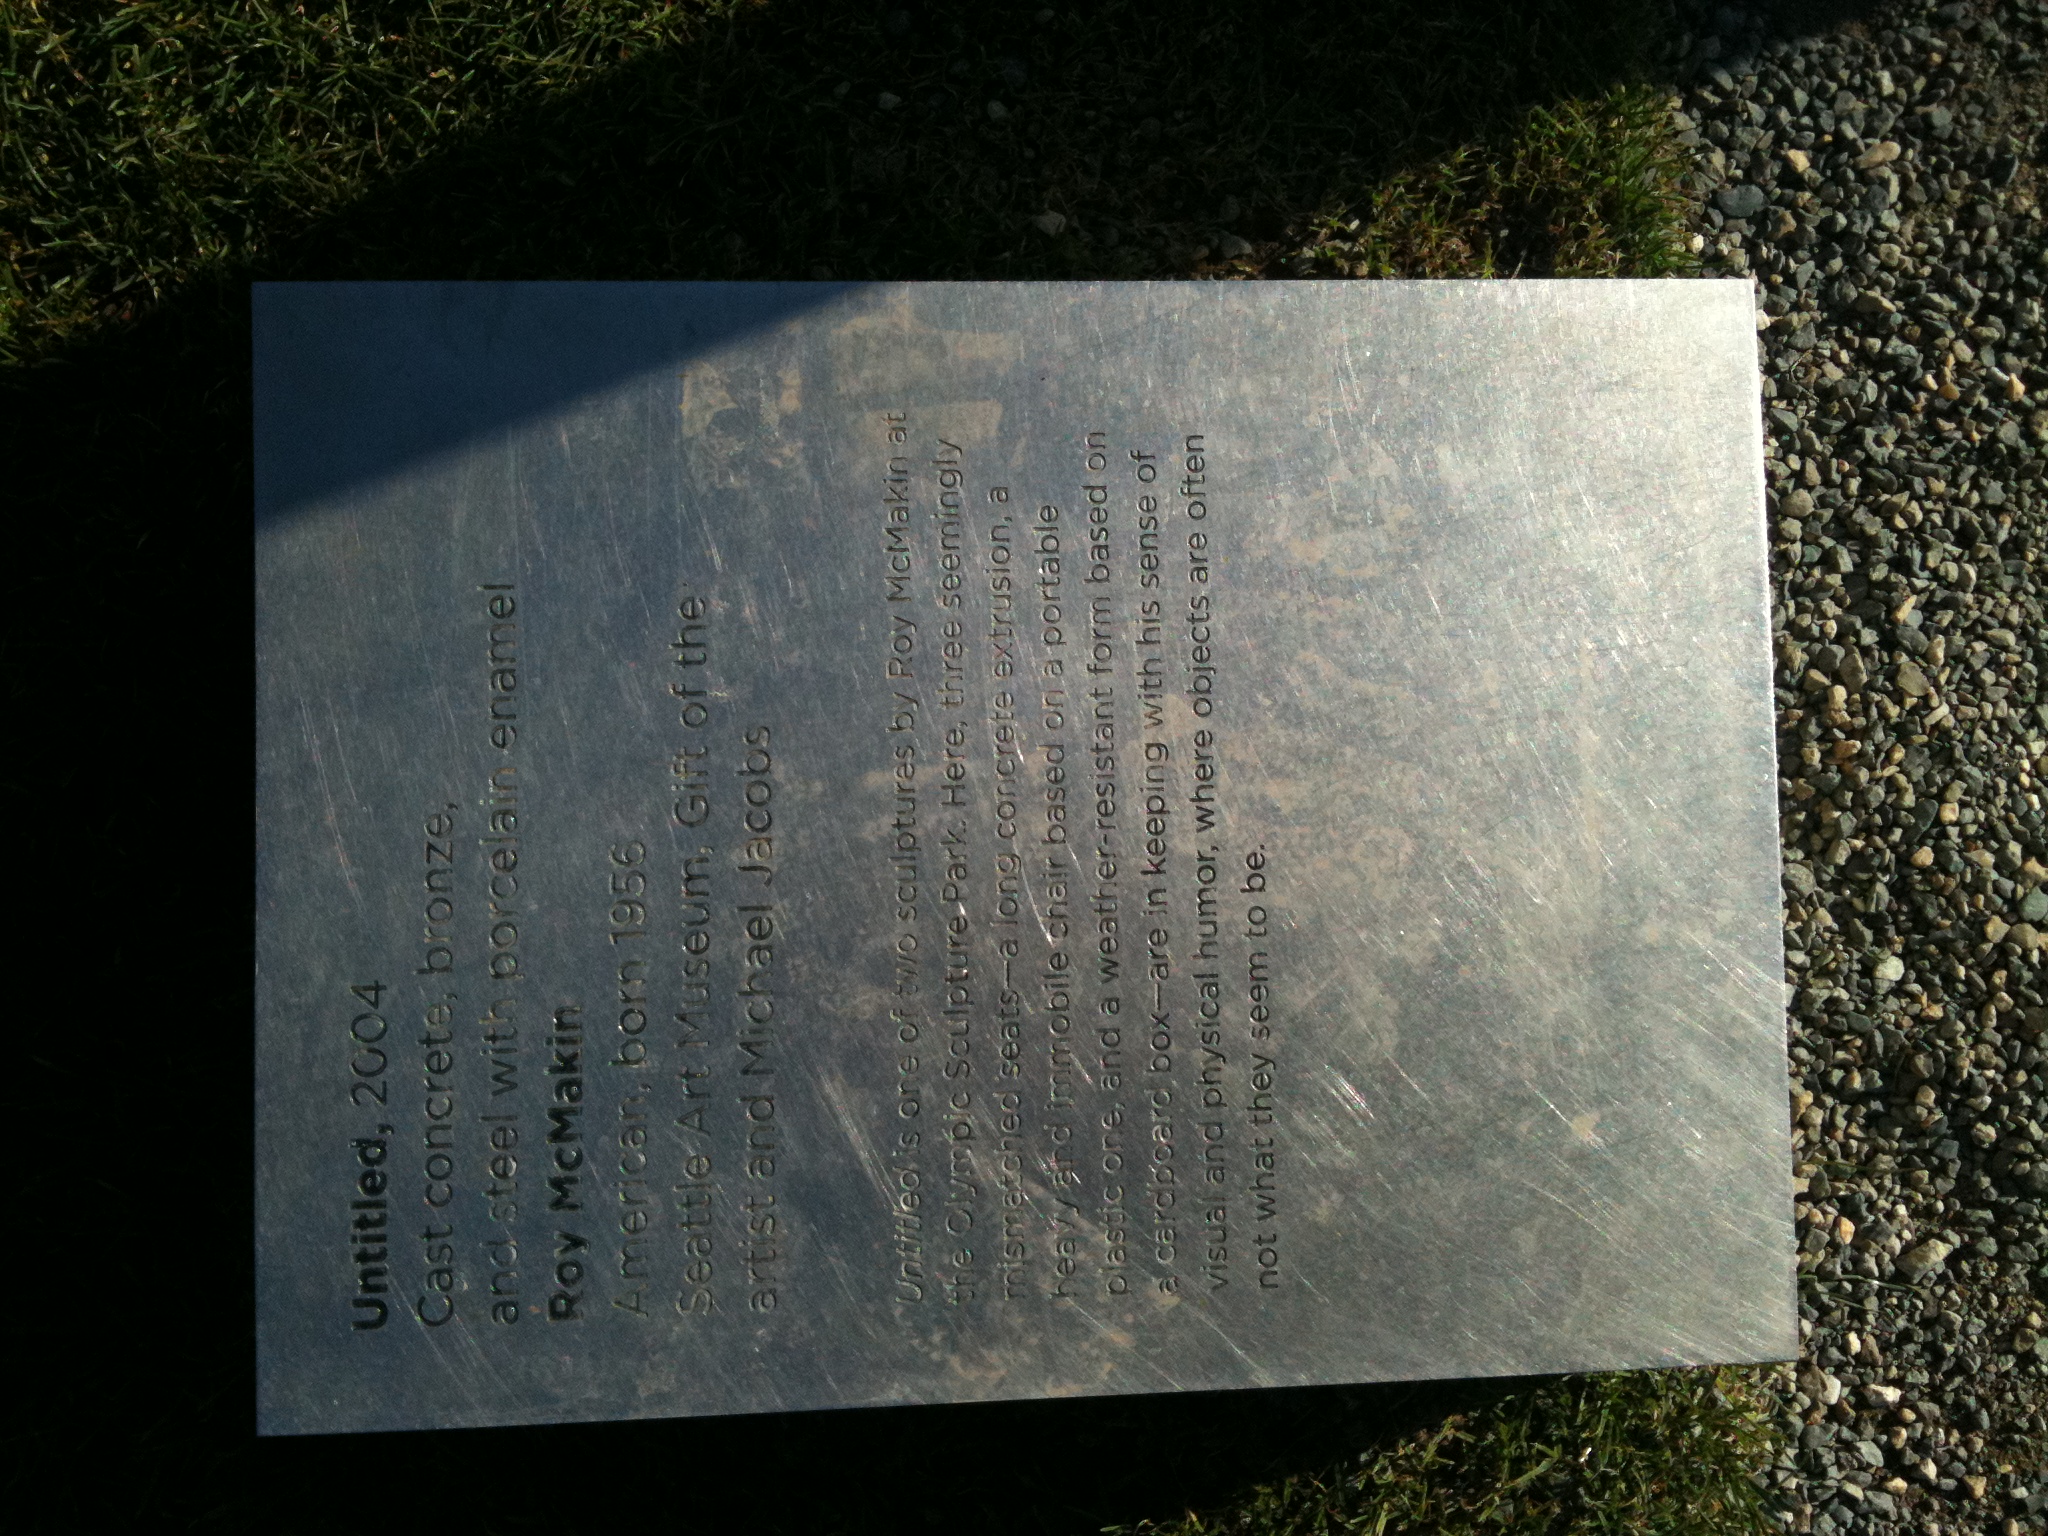 Untitled, 2004
Cast concrete, bronze,
and steel with porcelain enamel
Roy McMakin
American, born 1956
Seattle Art Museum, Gift of the
artist and Michael Jacobs
Untitled is one of two sculptures by Roy McMakin at
the Olympic Sculpture Park. Here, three seemingly
mismatched seats—a long concrete extrusion, a
heavy and immobile chair based on a portable
plastic one, and a weather-resistant form based on
a cardboard box—are in keeping with his sense of
visual and physical humor, where objects are often
not what they seem to be.